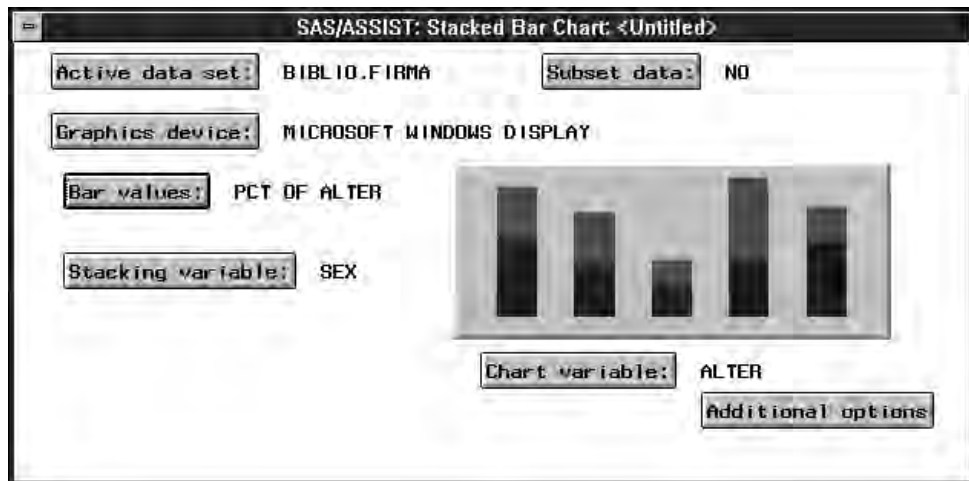 SAS/ASSIST: Stacked Bar Chart: <Untitled>
Active data set: BIBLIO.FIRMA Subset data: NO
Graphics device: MICROSOFT WINDOWS DISPLAY
Bar values: PCT OF ALTER
Stacking variable: SEX
Chart variable: ALTER
Additional options